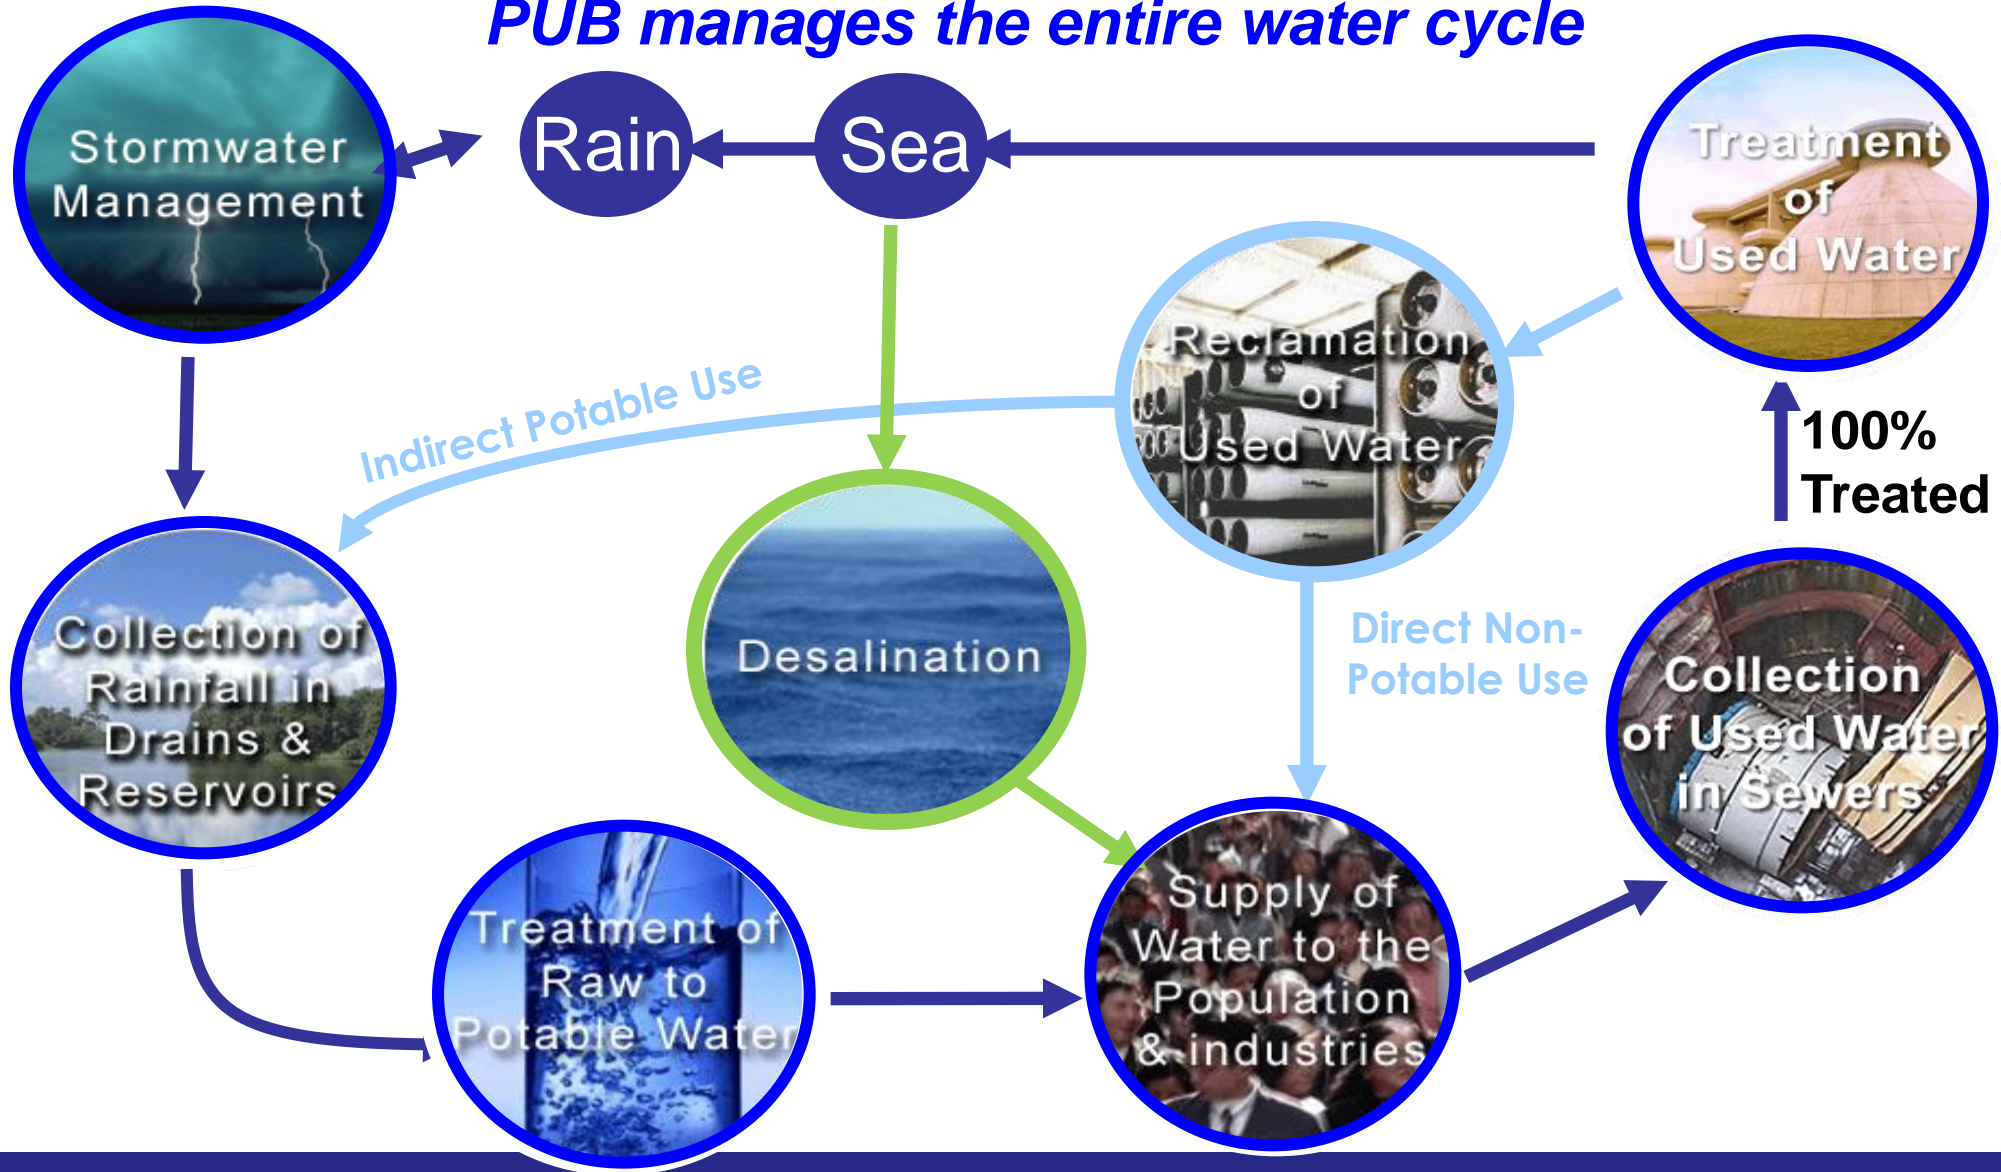 PUB manages the entire water cycle
Stormwater
Management
Rain
Sea
Treatment
of
Used Water
Reclamation
of
Used Water
Indirect Potable Use
100%
Treated
Desalination
Direct Non-
Potable Use
Collection of
Rainfall in
Drains &
Reservoirs
Collection
of Used Water
in Sewers
Treatment of
Raw to
Potable Water
Supply of
Water to the
Population
& industries